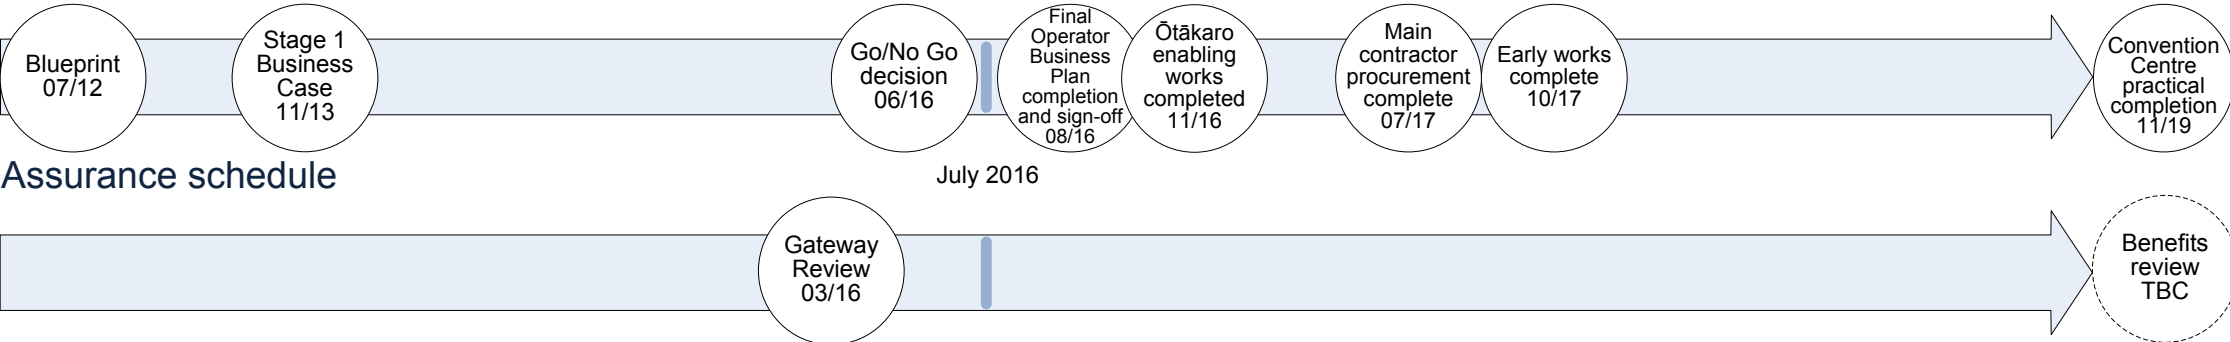 Blueprint
07/12
Stage 1
Business
Case
11/13
Go/No Go
decision
06/16
Final
Operator
Business
Plan
completion
and sign-off
08/16
Ōtākaro
enabling
works
completed
11/16
Main
contractor
procurement
complete
07/17
Early works
complete
10/17
Convention
Centre
practical
completion
11/19
Assurance schedule
July 2016
Gateway
Review
03/16
Benefits
review
TBC